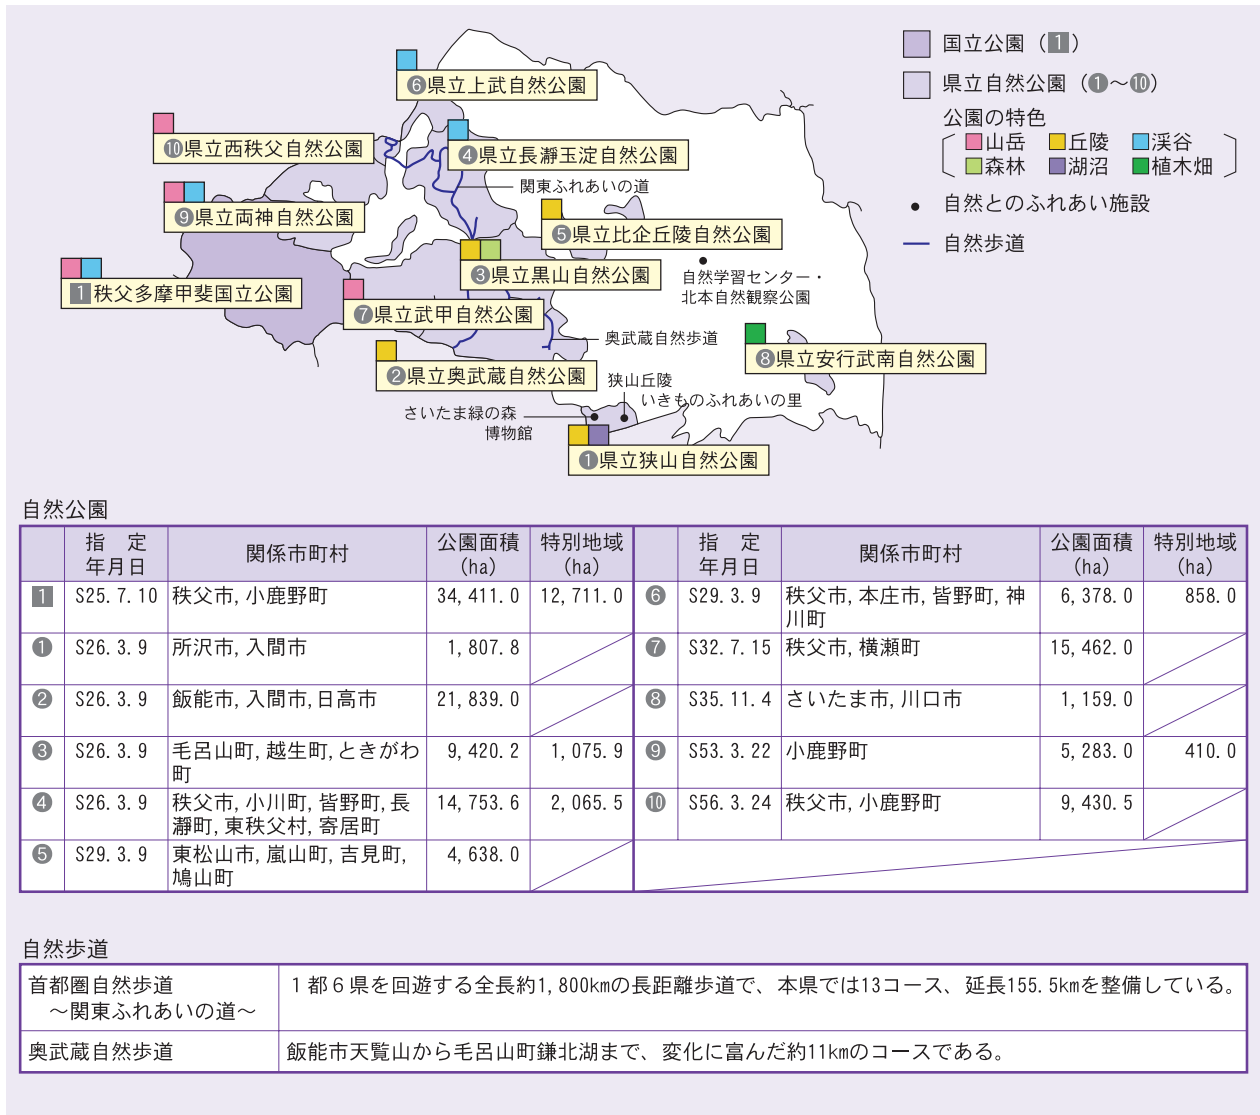 国立公園（1）
県立自然公園（❶～❿）
公園の特色
山岳 丘陵 渓谷
森林 湖沼 植木畑
自然とのふれあい施設
自然歩道
❻県立上武自然公園
❿県立西秩父自然公園
❹県立長瀞玉淀自然公園
関東ふれあいの道
❾県立両神自然公園
❺県立比企丘陵自然公園
❸県立黒山自然公園
自然学習センター・
北本自然観察公園
1秩父多摩甲斐国立公園
❼県立武甲自然公園
奥武蔵自然歩道
❽県立安行武南自然公園
❷県立奥武蔵自然公園
狭山丘陵
いきものふれあいの里
さいたま緑の森
博物館
❶県立狭山自然公園
自然公園
指　定
年月日
関係市町村
公園面積
(ha)
特別地域
(ha)
指　定
年月日
関係市町村
公園面積
(ha)
特別地域
(ha)
1 S25.7.10 秩父市,小鹿野町 34,411.0 12,711.0
❻ S29.3.9 秩父市,本庄市,皆野町,神
川町 6,378.0 858.0
❶ S26.3.9 所沢市,入間市 1,807.8
❼ S32.7.15 秩父市,横瀬町 15,462.0
❷ S26.3.9 飯能市,入間市,日高市 21,839.0
❽ S35.11.4 さいたま市,川口市 1,159.0
❸ S26.3.9 毛呂山町,越生町,ときがわ
町 9,420.2 1,075.9
❾ S53.3.22 小鹿野町 5,283.0 410.0
❹ S26.3.9 秩父市,小川町,皆野町,長
瀞町,東秩父村,寄居町 14,753.6 2,065.5
❿ S56.3.24 秩父市,小鹿野町 9,430.5
❺ S29.3.9 東松山市,嵐山町,吉見町,
鳩山町 4,638.0
自然歩道
首都圏自然歩道
～関東ふれあいの道～
１都６県を回遊する全長約1,800kmの長距離歩道で、本県では13コース、延長155.5kmを整備している。
奥武蔵自然歩道
飯能市天覧山から毛呂山町鎌北湖まで、変化に富んだ約11kmのコースである。